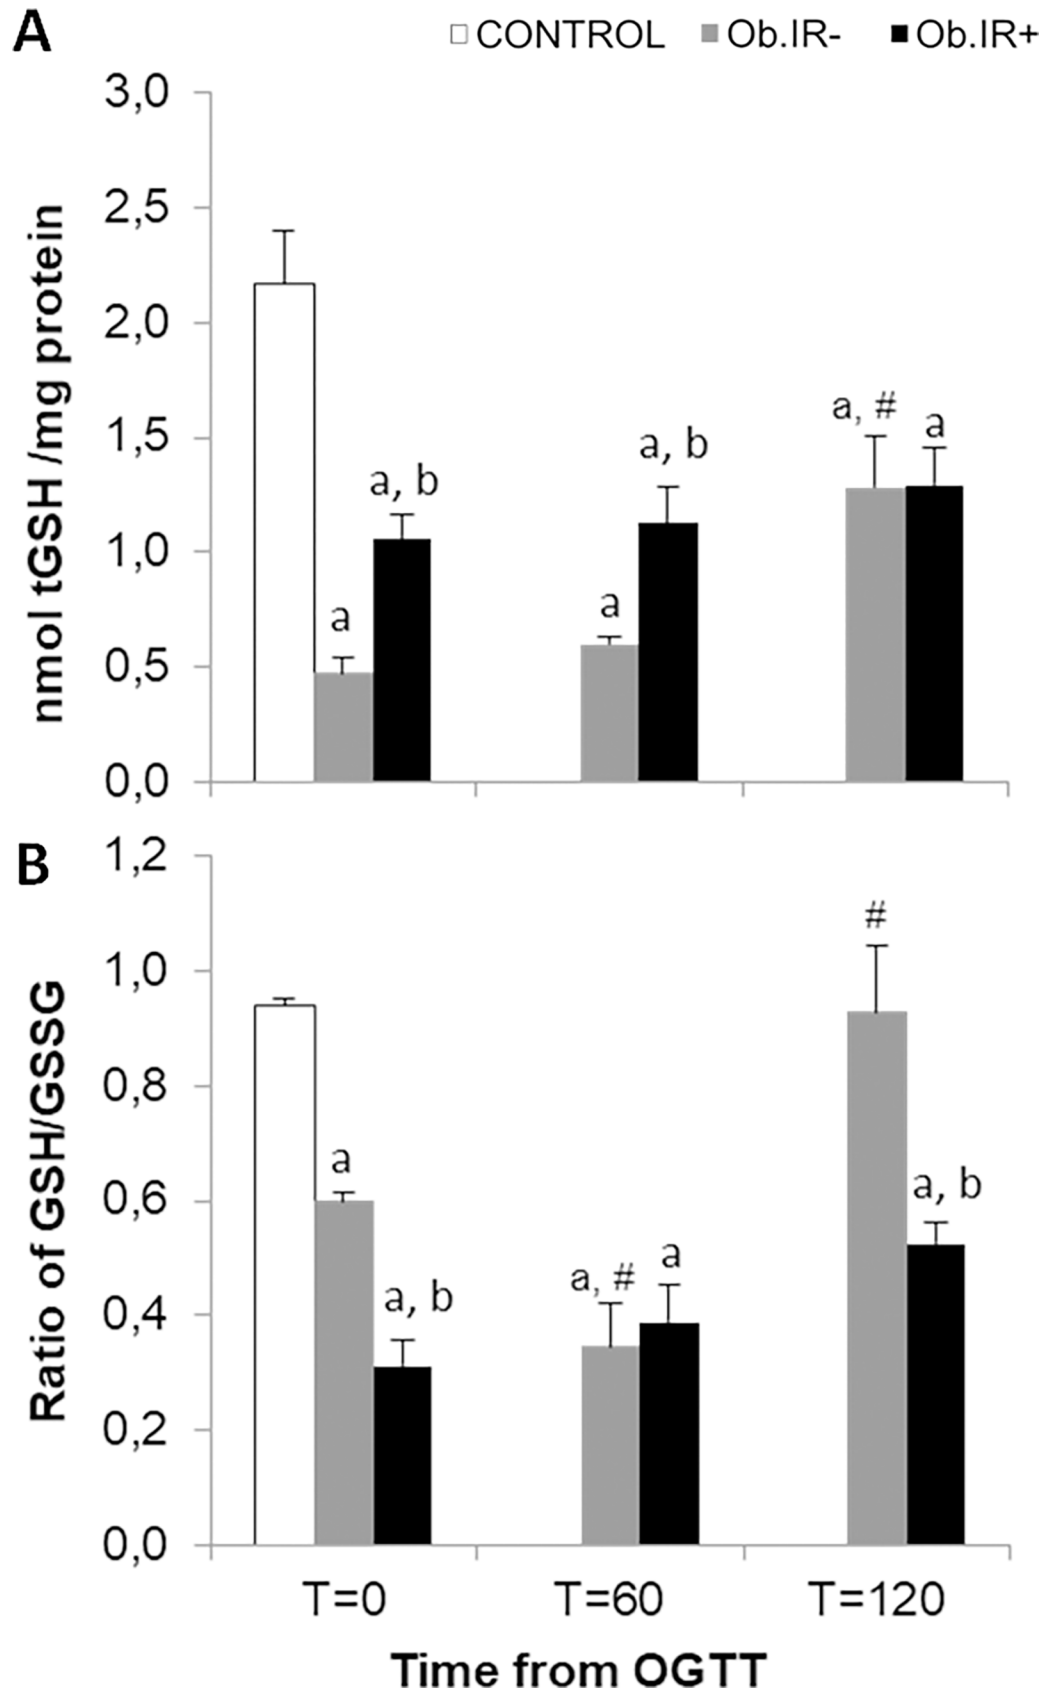 A
CONTROL Ob.IR- Ob.IR+
nmol tGSH /mg protein
3,0
2,5
2,0
1,5
1,0
0,5
0,0
a
a, b
a
a, b
a, #
a
B
Ratio of GSH/GSSG
1,2
1,0
0,8
0,6
0,4
0,2
0,0
a
a, b
a, #
a
#
a, b
T=0 T=60 T=120
Time from OGTT